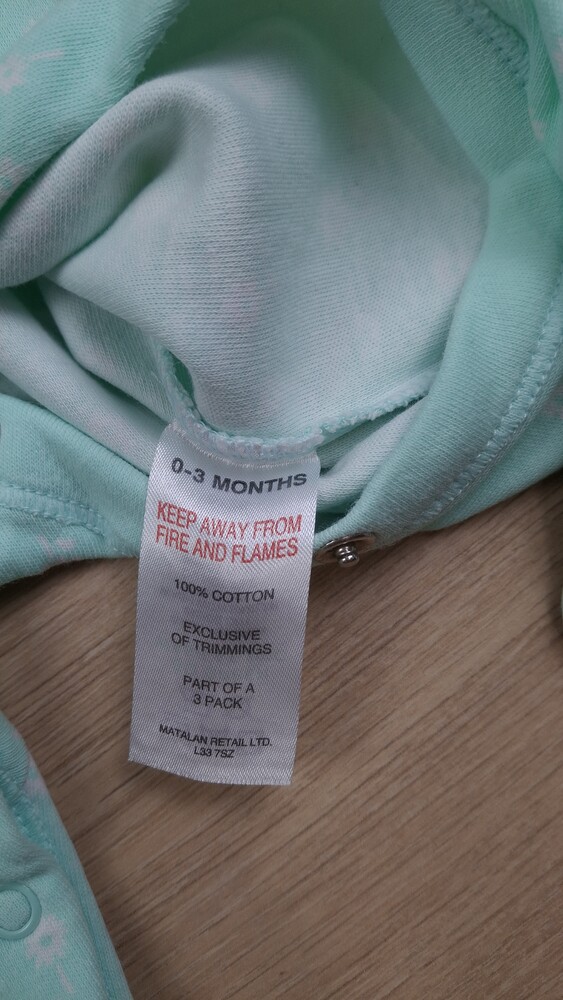 0-3 MONTHS
KEEP AWAY FROM
FIRE AND FLAMES
100% COTTON
EXCLUSIVE
OF TRIMMINGS
PART OF A
3 PACK
MATALAN RETAIL LTD.
L33 7SZ